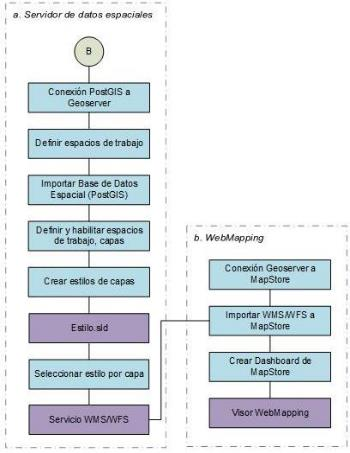 a. Servidor de datos espaciales
B
Conexión PostGIS a
Geoserver
Definir espacios de trabajo
Importar Base de Datos
Espacial (PostGIS)
Definir y habilitar espacios
de trabajo, capas
Crear estilos de capas
Estilo.sld
Seleccionar estilo por capa
Servicio WMS/WFS
b. WebMapping
Conexión Geoserver a
MapStore
Importar WMS/WFS a
MapStore
Crear Dashboard de
MapStore
Visor WebMapping